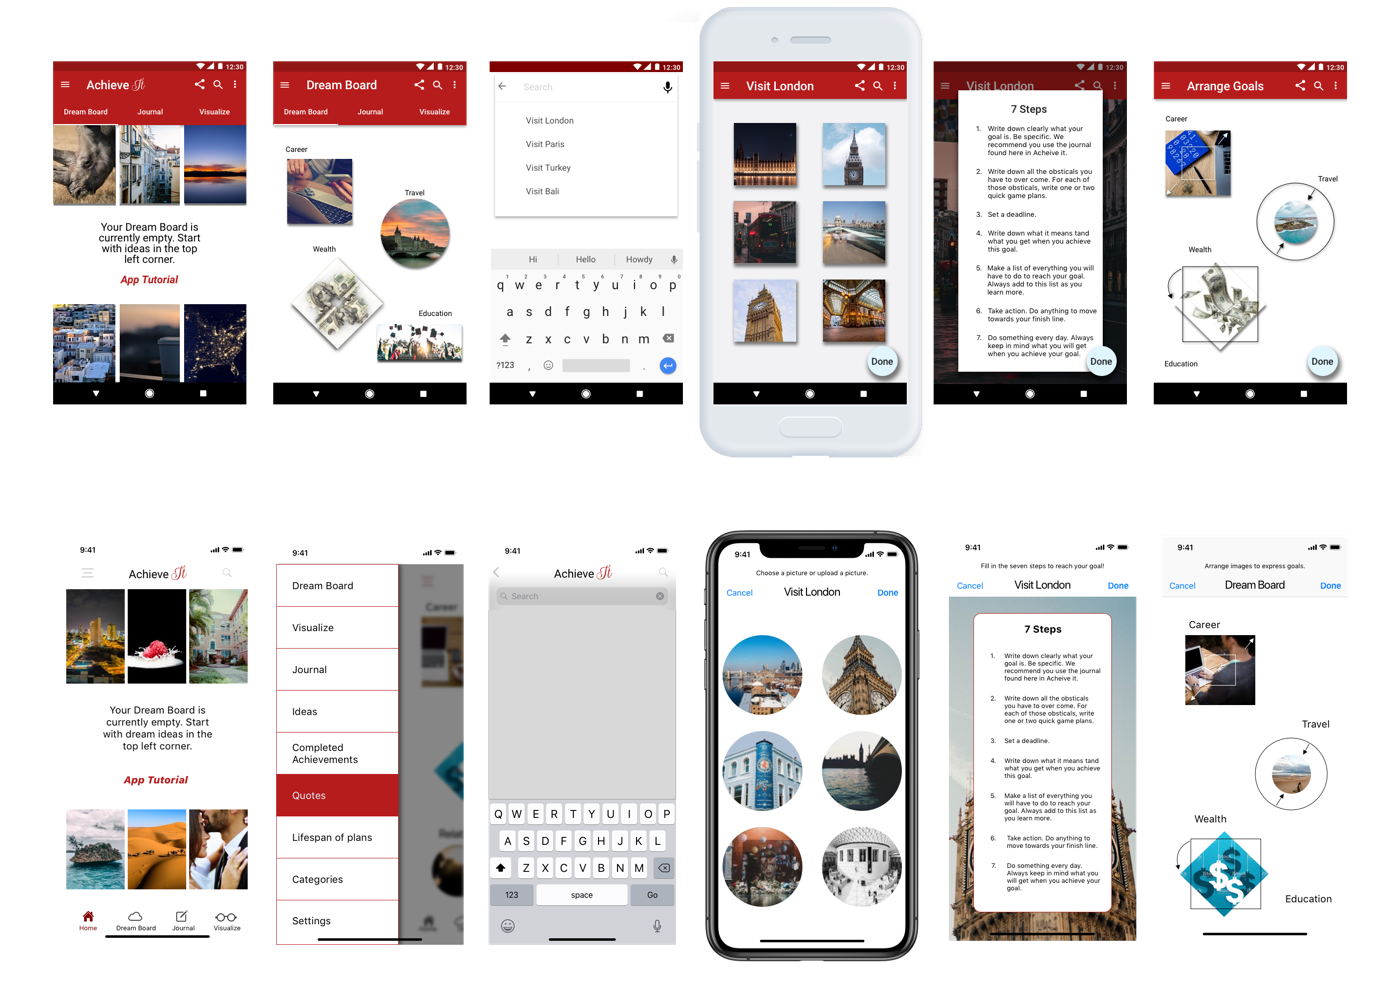 12:30
Achieve It
Dream Board Journal Visualize
Your Dream Board is
currently empty. Start
with ideas in the top
left corner.
App Tutorial
12:30
Dream Board
Dream Board Journal Visualize
Career
Travel
Wealth
Education
12:30
Search
Visit London
Visit Paris
Visit Turkey
Visit Bali
Hi Hello Howdy
1 2 3 4 5 6 7 8 9 0
q w e r t y u i o p
a s d f g h j k l
z x c v b n m
?123 , .
12:30
Visit London
Done
12:30
Visit London
7 Steps
1. Write down clearly what your
goal is. Be specific. We
recommend you use the journal
found here in Acheive it.
2. Write down all the obsticals you
have to over come. For each of
those obsticals, write one or two
quick game plans.
3. Set a deadline.
4. Write down what it means tand
what you get when you achieve
this goal.
5. Make a list of everything you will
have to do to reach your goal.
Always add to this list as you
learn more.
6. Take action. Do anything to move
towards your finish line.
7. Do something every day. Always
keep in mind what you will get
when you achieve your goal.
Done
12:30
Arrange Goals
Career
Travel
Wealth
Education
Done
9:41
Achieve It
Your Dream Board is
currently empty. Start
with dream ideas in the
top left corner.
App Tutorial
Home Dream Board Journal Visualize
9:41
Dream Board
Visualize
Journal
Ideas
Completed
Achievements
Quotes
Lifespan of plans
Categories
Settings
Career
9:41
Achieve It
Search
Q W E R T Y U I O P
A S D F G H J K L
Z X C V B N M
123 space Go
9:41
Choose a picture or upload a picture.
Cancel Visit London Done
9:41
Fill in the seven steps to reach your goal!
Cancel Visit London Done
7 Steps
1. Write down clearly what your
goal is. Be specific. We
recommend you use the journal
found here in Acheive it.
2. Write down all the obsticals
you have to over come. For
each of those obsticals, write
one or two quick game plans.
3. Set a deadline.
4. Write down what it means tand
what you get when you achieve
this goal.
5. Make a list of everything you
will have to do to reach your
goal. Always add to this list as
you learn more.
6. Take action. Do anything to
move towards your finish line.
7. Do something every day.
Always keep in mind what you
will get when you achieve your
goal.
9:41
Arrange images to express goals.
Cancel Dream Board Done
Career
Travel
Wealth
Education